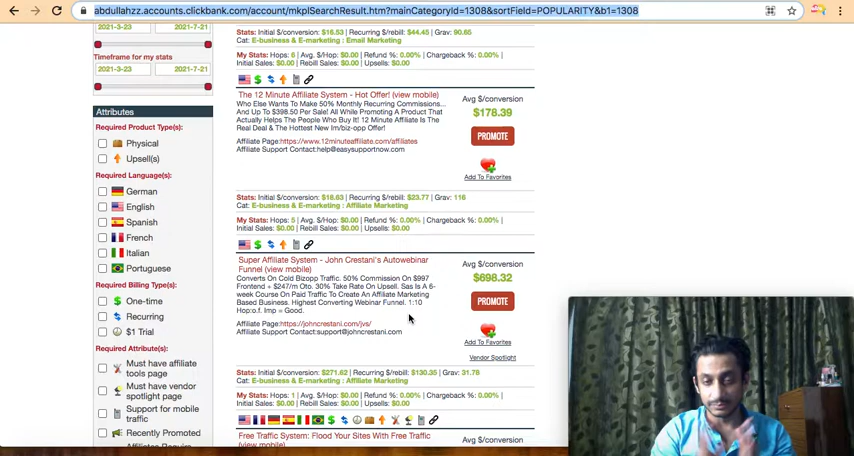 abdullahzz.accounts.clickbank.com/account/mkplSearchResult.htm?mainCategoryId=1308&sortField=POPULARITY&b1=1308
2021-3-23 2021-7-21
Timeframe for my stats
2021-3-23 2021-7-21
Attributes
Required Product Type(s):
Physical
Upsell(s)
Required Language(s):
German
English
Spanish
French
Italian
Portuguese
Required Billing Type(s):
One-time
Recurring
$1 Trial
Required Attribute(s):
Must have affiliate
tools page
Must have vendor
spotlight page
Support for mobile
traffic
Recently Promoted
Affiliates Require
Stats: Initial $/conversion: $16.53 | Recurring $/rebill: $44.45 | Grav: 90.65
Cat: E-business & E-marketing : Email Marketing
My Stats: Hops: 6 | Avg. $/Hop: $0.00 | Refund %: 0.00% | Chargeback %: 0.00% |
Initial Sales: $0.00 | Rebill Sales: $0.00 | Upsells: $0.00
The 12 Minute Affiliate System - Hot Offer! (view mobile)
Who Else Wants To Make 50% Monthly Recurring Commissions...
And Up To $398.50 Per Sale! All While Promoting A Product That
Actually Helps The People Who Buy It! 12 Minute Affiliate Is The
Real Deal & The Hottest New Im/biz-opp Offer!
Affiliate Page:https://www.12minuteaffiliate.com/affiliates
Affiliate Support Contact:help@easysupportnow.com
Avg $/conversion
$178.39
PROMOTE
Add To Favorites
Stats: Initial $/conversion: $18.63 | Recurring $/rebill: $23.77 | Grav: 116
Cat: E-business & E-marketing : Affiliate Marketing
My Stats: Hops: 5 | Avg. $/Hop: $0.00 | Refund %: 0.00% | Chargeback %: 0.00% |
Initial Sales: $0.00 | Rebill Sales: $0.00 | Upsells: $0.00
Super Affiliate System - John Crestani's Autowebinar
Funnel (view mobile)
Converts On Cold Bizopp Traffic. 50% Commission On $997
Frontend + $247/m Oto. 30% Take Rate On Upsell. Sas Is A 6-
week Course On Paid Traffic To Create An Affiliate Marketing
Based Business. Highest Converting Webinar Funnel. 1:10
Hop:o.f. Imp = Good.
Affiliate Page:https://johncrestani.com/jvs/
Affiliate Support Contact:support@johncrestani.com
Avg $/conversion
$698.32
PROMOTE
Add To Favorites
Vendor Spotlight
Stats: Initial $/conversion: $271.62 | Recurring $/rebill: $130.35 | Grav: 31.78
Cat: E-business & E-marketing : Affiliate Marketing
My Stats: Hops: 1 | Avg. $/Hop: $0.00 | Refund %: 0.00% | Chargeback %: 0.00% |
Initial Sales: $0.00 | Rebill Sales: $0.00 | Upsells: $0.00
Free Traffic System: Flood Your Sites With Free Traffic
(view mobile)
Avg $/conversion